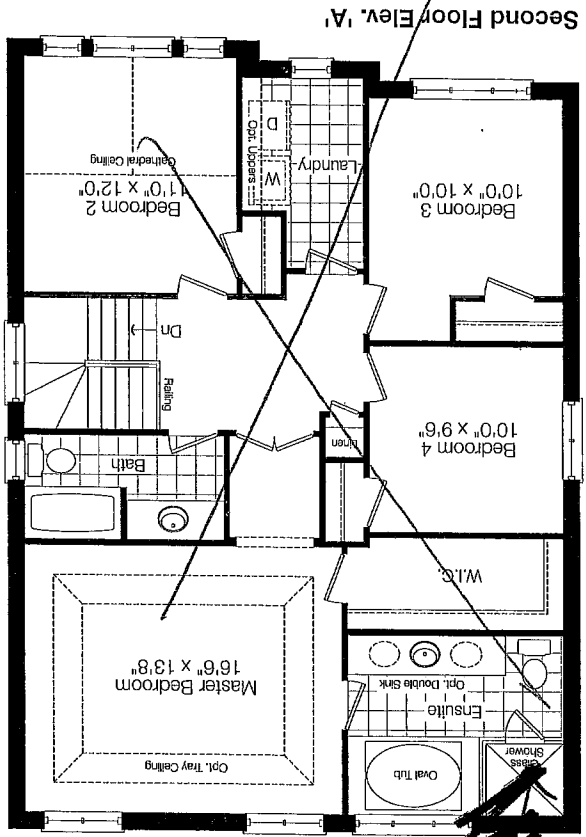 Glass
Shower
Oval Tub
Opt. Tray Ceiling
Ensuite
Opt. Double Sink
Master Bedroom
16'6" x 13'8"
W.I.C.
Bath
Linen
Bedroom 4
10'0" x 9'6"
Railing
Dn
Bedroom 3
10'0" x 10'0"
Laundry
W
D
Opt. Uppers
Bedroom 2
11'0" x 12'0"
Cathedral Ceiling
Second Floor Elev. 'A'